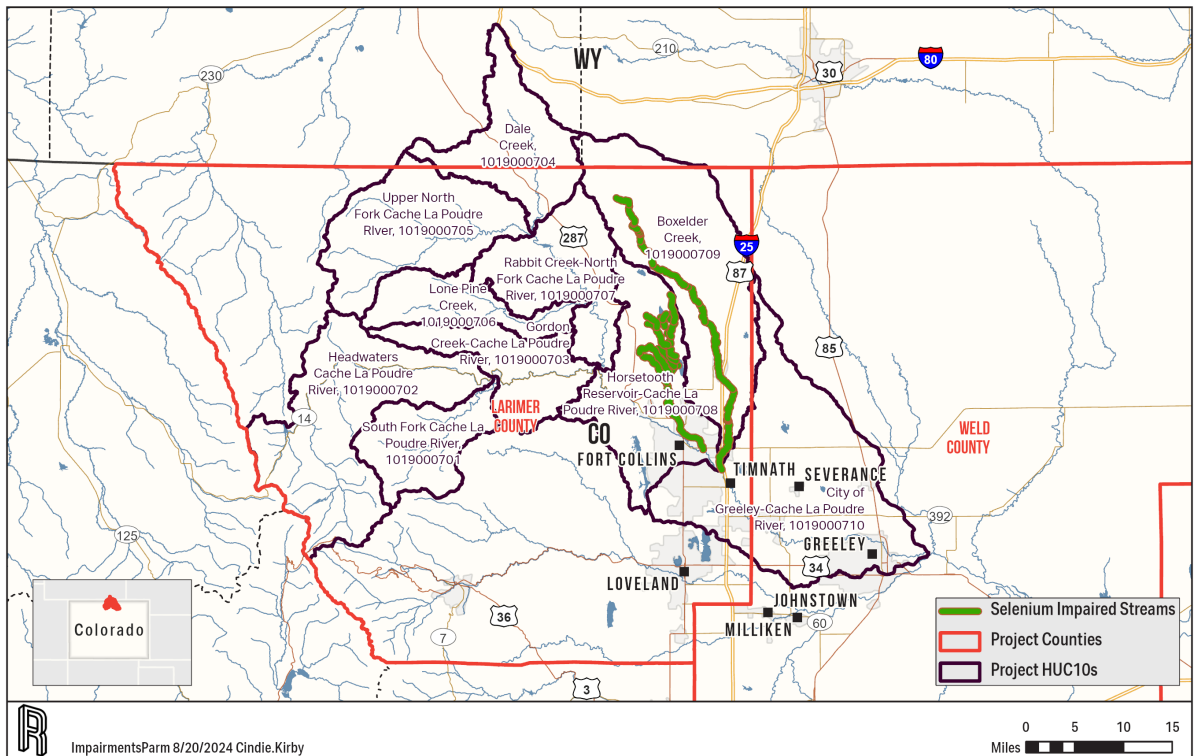 WY
210
80
30
230
Dale
Creek,
1019000704
Upper North
Fork Cache La Poudre
RIver, 1019000705
Boxelder
Creek,
1019000709
287
25
87
Rabbit Creek-North
Fork Cache La Poudre
River, 1019000707
Lone Pine
Creek,
1019000706
Gordon
Creek-Cache La Poudre
River, 1019000703
85
Headwaters
Cache La Poudre
River, 1019000702
Horsetooth
Reservoir-Cache La
Poudre River, 1019000708
14
LARIMER
COUNTY
CO
WELD
COUNTY
South Fork Cache La
Poudre River,
1019000701
FORT COLLINS
TIMNATH
SEVERANCE
City of
Greeley-Cache La Poudre
River, 1019000710
392
125
GREELEY
34
LOVELAND
JOHNSTOWN
MILLIKEN
60
36
7
3
Colorado
Selenium Impaired Streams
Project Counties
Project HUC10s
R
ImpairmentsParm 8/20/2024 Cindie.Kirby
0 5 10 15
Miles